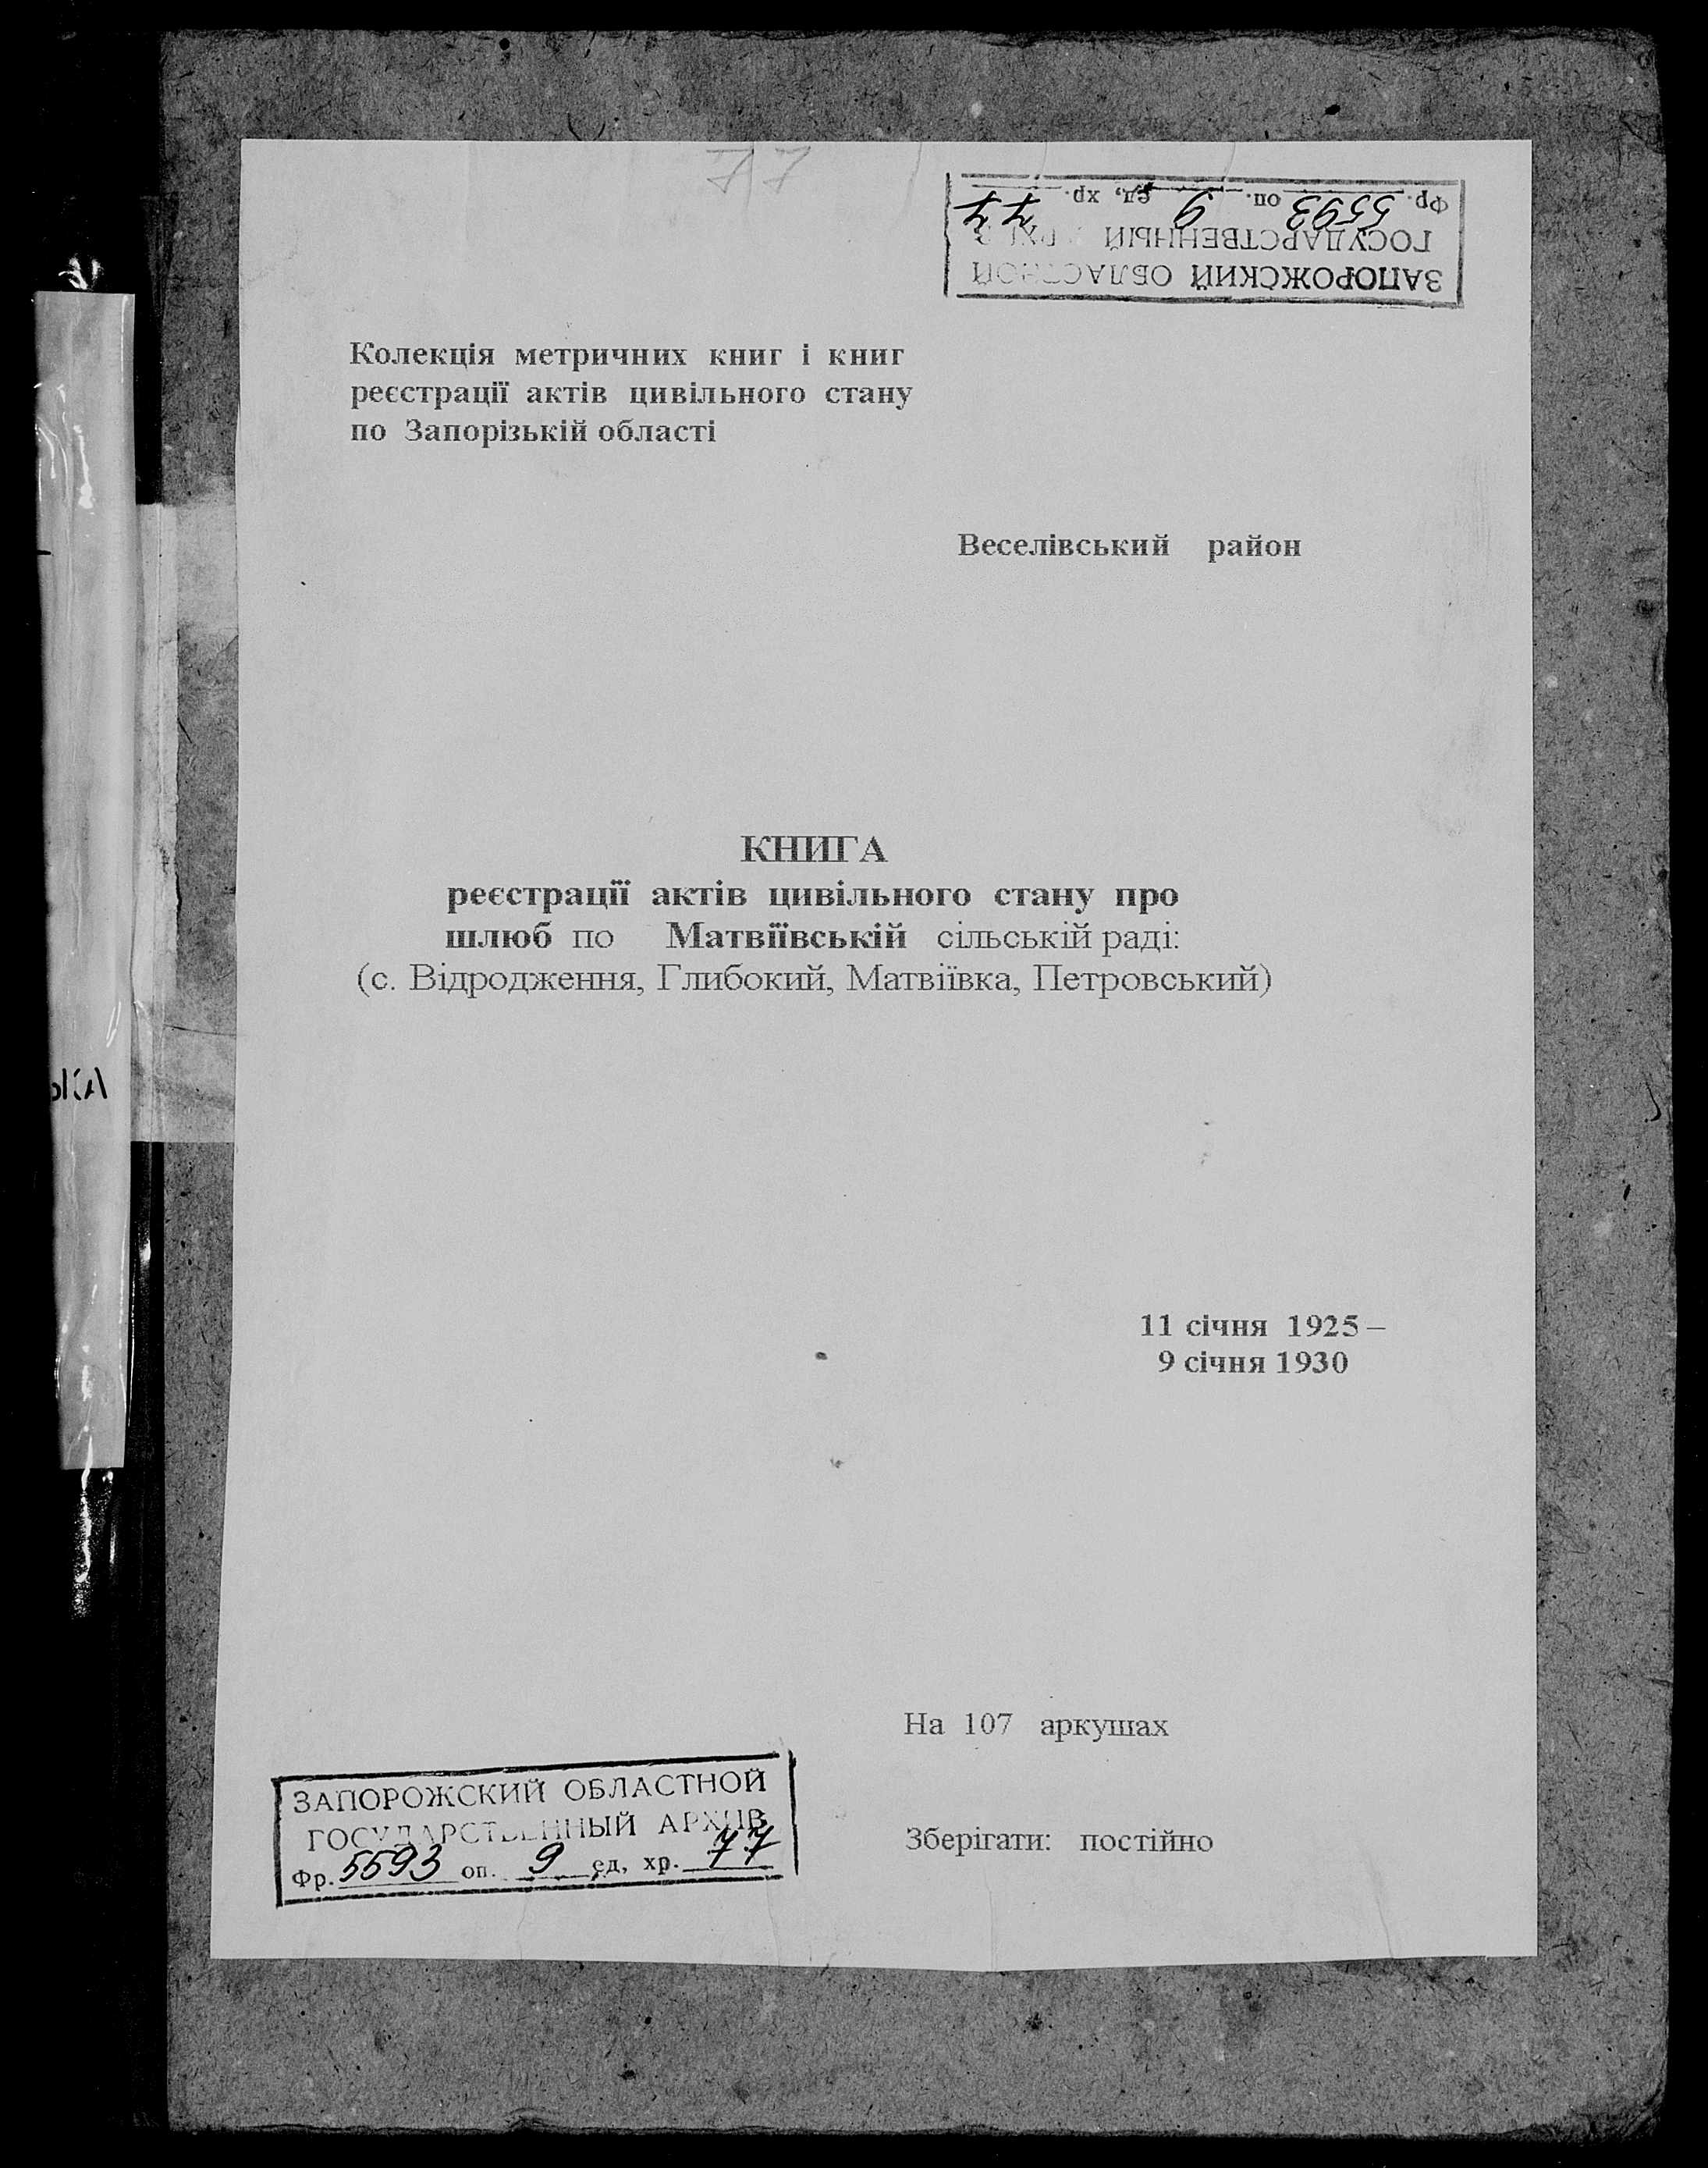 77
Фр. 5593 оп. 9 ед, хр. 77
ГОСУДАРСТВЕННЫЙ
ЗАПОРОЖСКИЙ ОБЛАСТНОЙ
Колекція метричних книг і книг
реєстрації актів цивільного стану
по Запорізькій області
Веселівський район
КНИГА
реєстрації актів цивільного стану про
шлюб по Матвіївській сільській раді:
(с. Відродження, Глибокий, Матвіївка, Петровський)
11 січня 1925 –
9 січня 1930
На 107 аркушах
Зберігати: постійно
ЗАПОРОЖСКИЙ ОБЛАСТНОЙ
ГОСУДАРСТВЕННЫЙ АРХИВ
Фр. 5593 оп. 9 ед, хр. 77